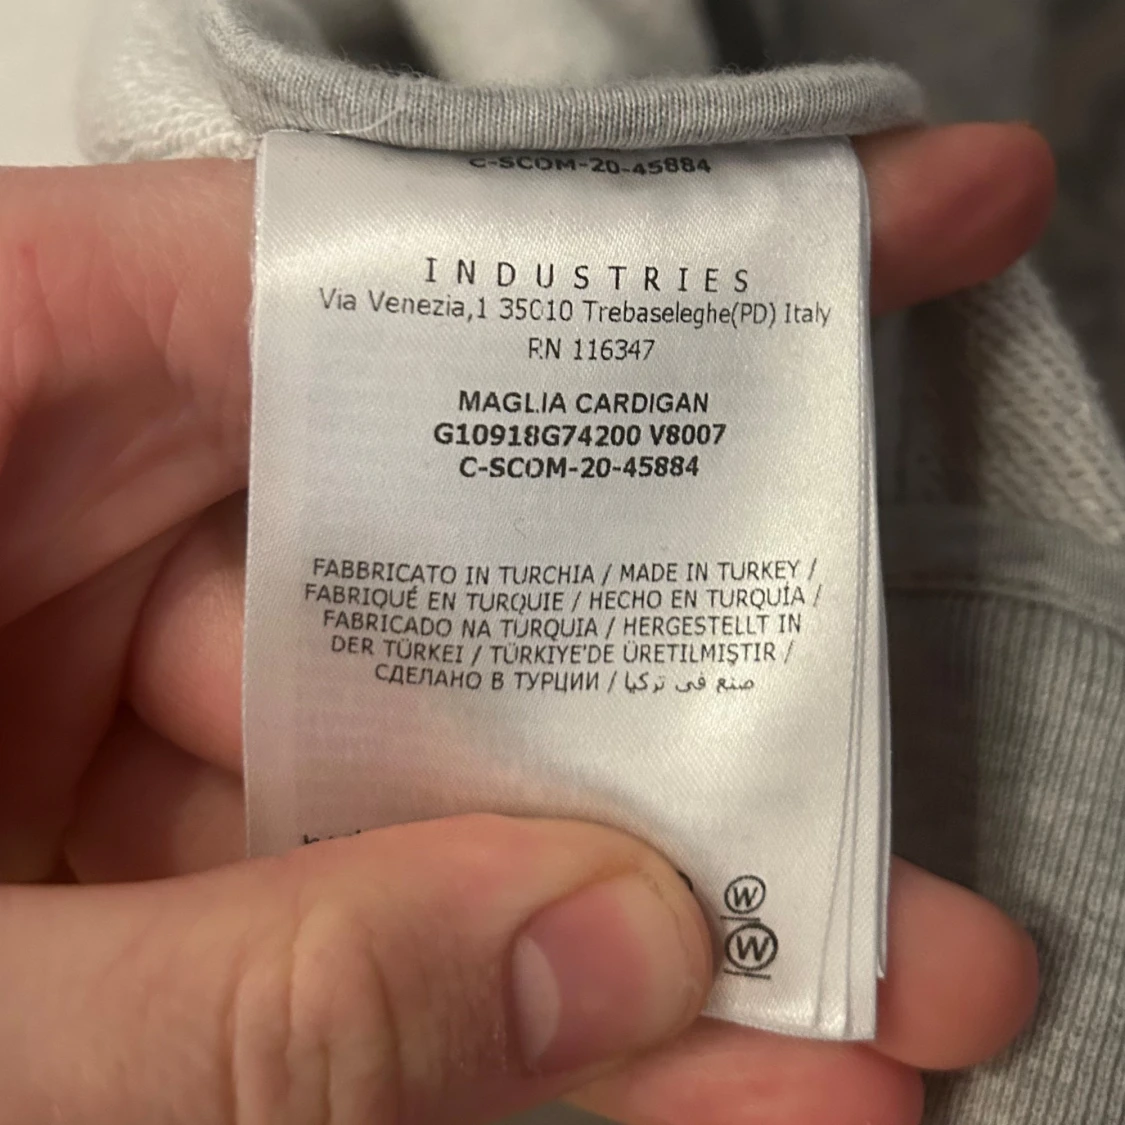 C-SCOM-20-45884
INDUSTRIES
Via Venezia,1 35010 Trebaseleghe(PD) Italy
RN 116347
MAGLIA CARDIGAN
G10918G74200 V8007
C-SCOM-20-45884
FABBRICATO IN TURCHIA / MADE IN TURKEY /
FABRIQUÉ EN TURQUIE / HECHO EN TURQUÍA /
FABRICADO NA TURQUIA / HERGESTELLT IN
DER TÜRKEI / TÜRKIYE'DE ÜRETILMIŞTIR /
СДЕЛАНО В ТУРЦИИ / صنع في تركيا
W
W